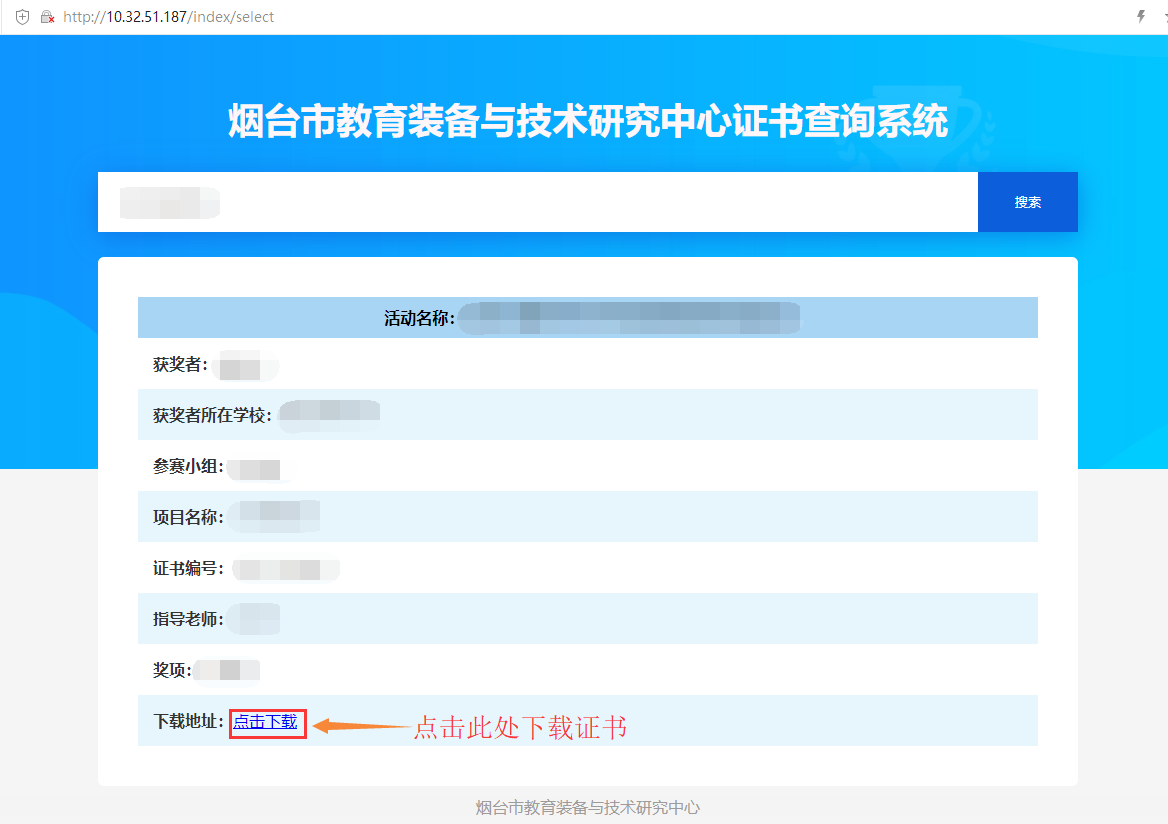 http://10.32.51.187/index/select
烟台市教育装备与技术研究中心证书查询系统
搜索
活动名称：
获奖者：
获奖者所在学校：
参赛小组：
项目名称：
证书编号：
指导老师：
奖项：
下载地址：点击下载 点击此处下载证书
烟台市教育装备与技术研究中心